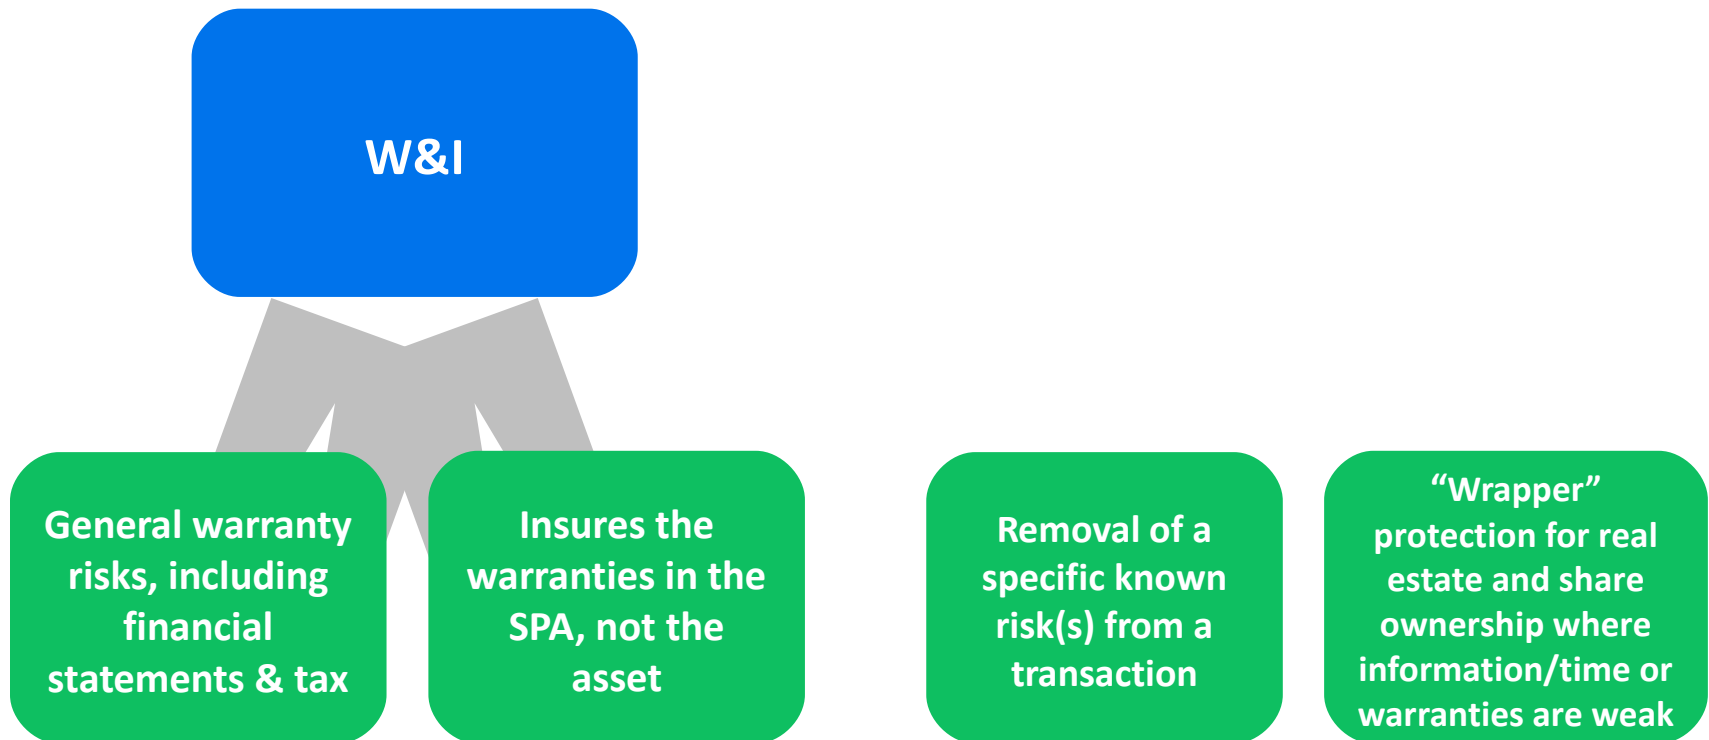 W&I
General warranty
risks, including
financial
statements & tax
Insures the
warranties in the
SPA, not the
asset
Removal of a
specific known
risk(s) from a
transaction
“Wrapper”
protection for real
estate and share
ownership where
information/time or
warranties are weak